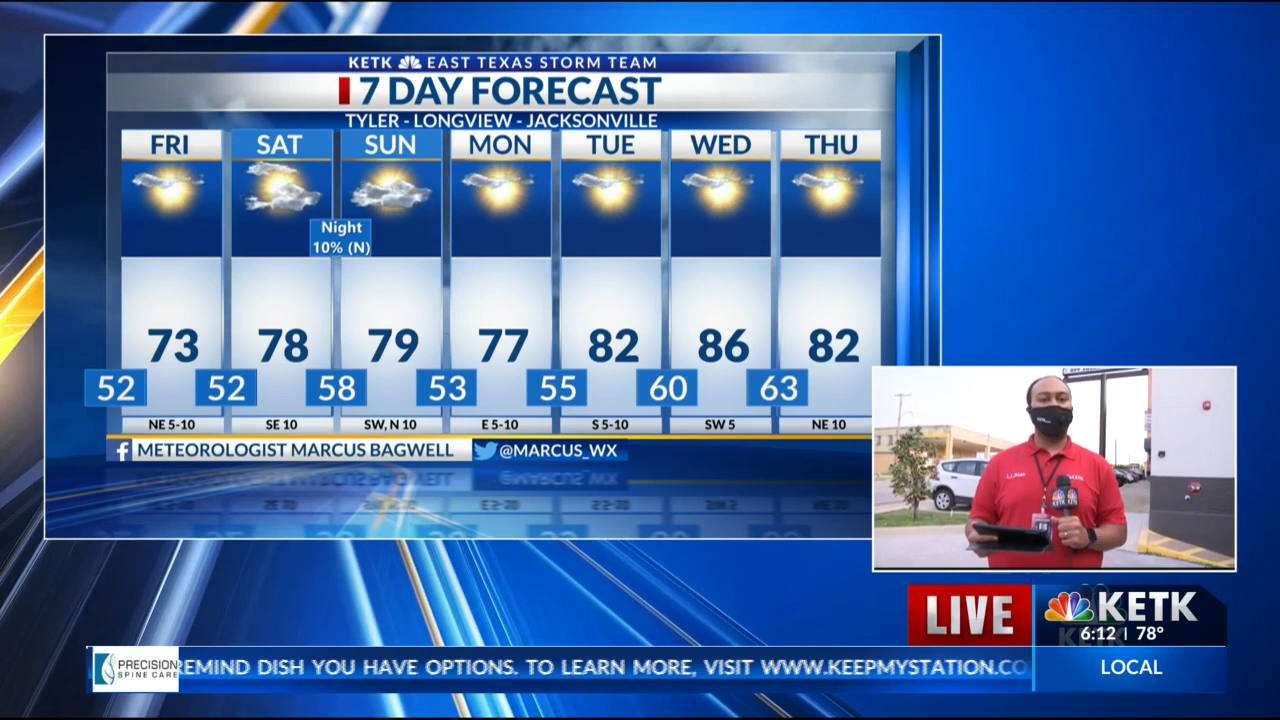 KETK EAST TEXAS STORM TEAM
7 DAY FORECAST
TYLER - LONGVIEW - JACKSONVILLE
FRI SAT SUN MON TUE WED THU
Night
10% (N)
73 78 79 77 82 86 82
52 52 58 53 55 60 63
NE 5-10 SE 10 SW, N 10 E 5-10 S 5-10 SW 5 NE 10
METEOROLOGIST MARCUS BAGWELL @MARCUS_WX
KETK KETK
LIVE
KETK
6:12 | 78°
LOCAL
PRECISION
SPINE CARE
EMIND DISH YOU HAVE OPTIONS. TO LEARN MORE, VISIT WWW.KEEPMYSTATION.CO